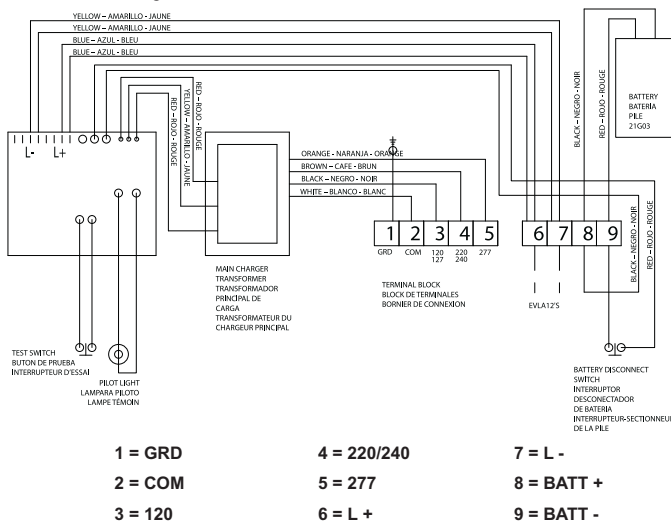 YELLOW – AMARILLO - JAUNE
YELLOW – AMARILLO - JAUNE
BLUE – AZUL - BLEU
BLUE – AZUL - BLEU
L-
L+
RED – ROJO - ROUGE
YELLOW – AMARILLO - JAUNE
RED – ROJO - ROUGE
ORANGE - NARANJA - ORANGE
BROWN – CAFE - BRUN
BLACK – NEGRO - NOIR
WHITE – BLANCO - BLANC
BLACK – NEGRO - NOIR
RED – ROJO - ROUGE
BATTERY
BATERÍA
PILE
21G03
BLACK – NEGRO - NOIR
RED – ROJO - ROUGE
1 2 3 4 5
GRD COM 120 220 277
127 240
6 7 8 9
EVLA12'S
MAIN CHARGER
TRANSFORMER
TRANSFORMADOR
PRINCIPAL DE
CARGA
TRANSFORMATEUR DU
CHARGEUR PRINCIPAL
TERMINAL BLOCK
BLOCK DE TERMINALES
BORNIER DE CONNEXION
TEST SWITCH
BUTON DE PRUEBA
INTERRUPTEUR D'ESSAI
PILOT LIGHT
LAMPARA PILOTO
LAMPE TÉMOIN
BATTERY DISCONNECT
SWITCH
INTERRUPTOR
DESCONECTADOR
DE BATERIA
INTERRUPTEUR-SECTIONNEUR
DE LA PILE
1 = GRD 4 = 220/240 7 = L -
2 = COM 5 = 277 8 = BATT +
3 = 120 6 = L + 9 = BATT -